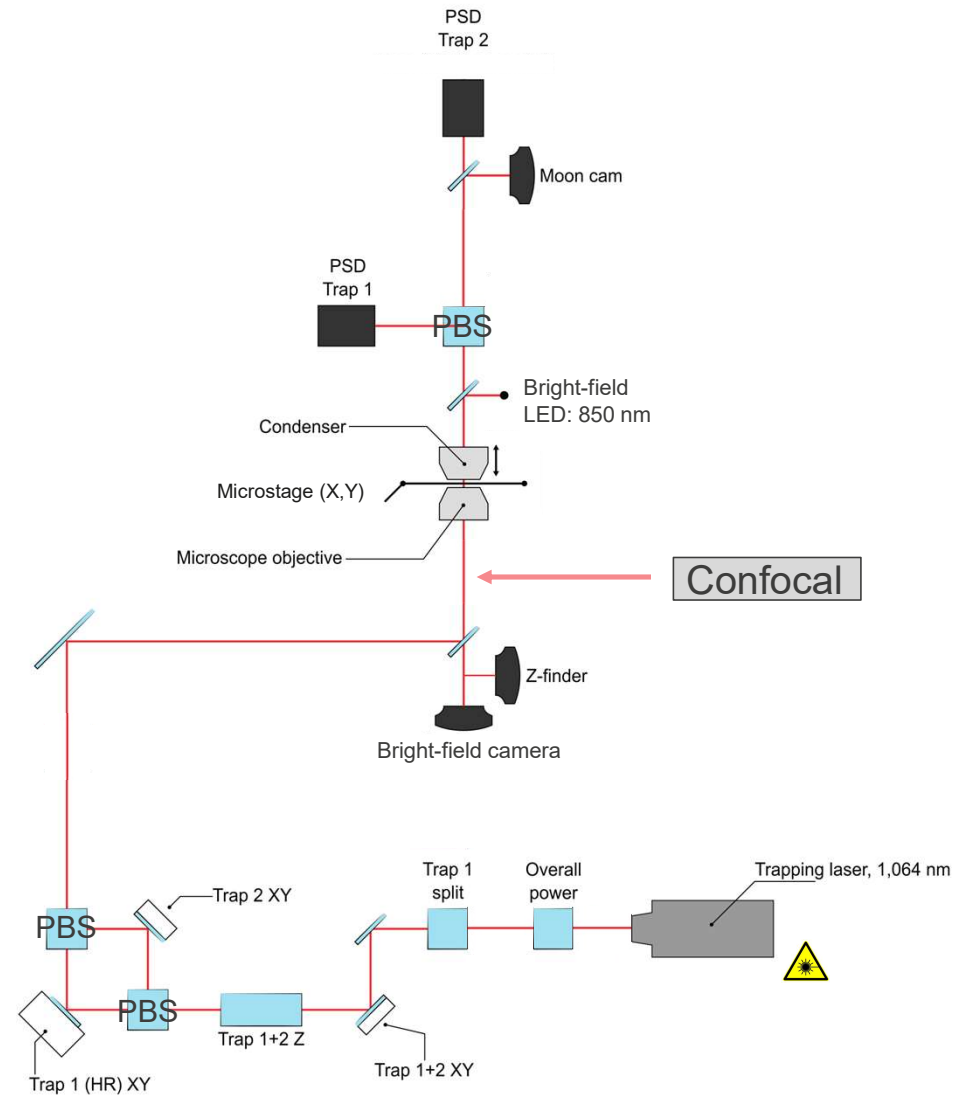 PSD
Trap 2
Moon cam
PSD
Trap 1
PBS
Bright-field
LED: 850 nm
Condenser
Microstage (X,Y)
Microscope objective
Confocal
Z-finder
Bright-field camera
Trap 1
split
Overall
power
Trapping laser, 1,064 nm
Trap 2 XY
PBS
PBS
Trap 1+2 Z
Trap 1+2 XY
Trap 1 (HR) XY